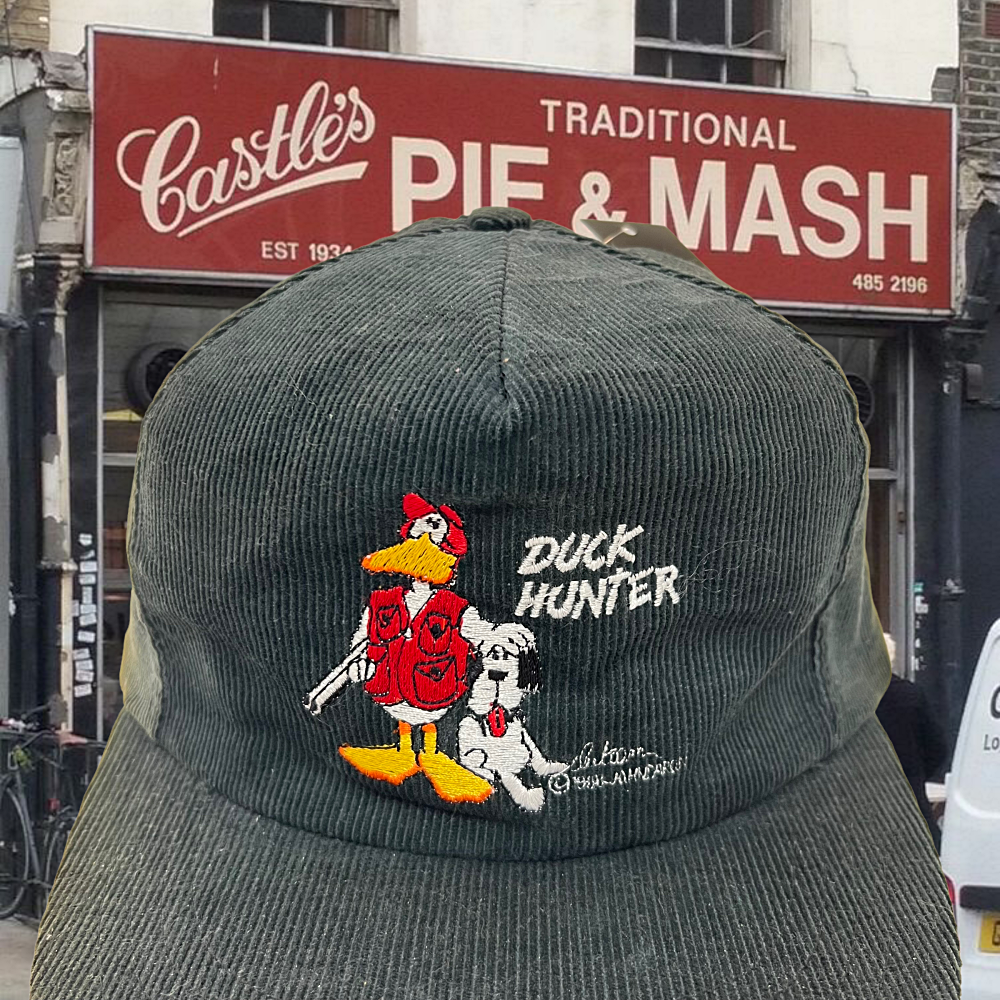 Castle's
TRADITIONAL
PIE & MASH
EST 1934
485 2196
DUCK
HUNTER